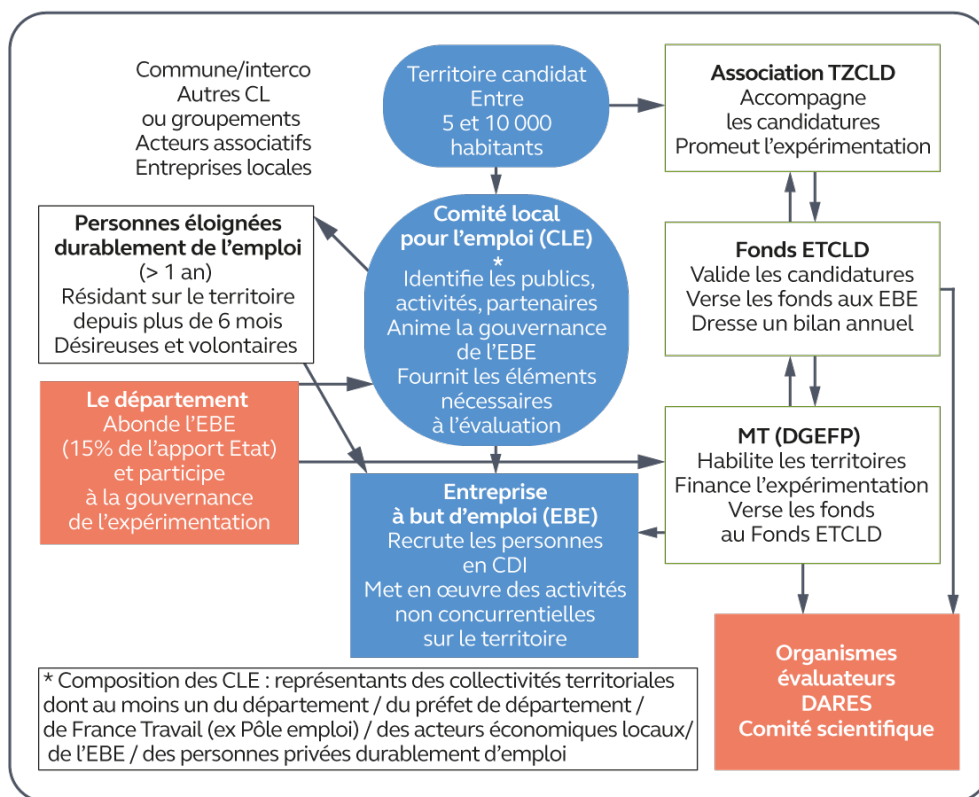 Commune/interco
Autres CL
ou groupements
Acteurs associatifs
Entreprises locales
Territoire candidat
Entre
5 et 10 000
habitants
Association TZCLD
Accompagne
les candidatures
Promeut l'expérimentation
Personnes éloignées
durablement de l'emploi
(> 1 an)
Résidant sur le territoire
depuis plus de 6 mois
Désireuses et volontaires
Comité local
pour l'emploi (CLE)
*
Identifie les publics,
activités, partenaires
Anime la gouvernance
de l'EBE
Fournit les éléments
nécessaires
à l'évaluation
Fonds ETCLD
Valide les candidatures
Verse les fonds aux EBE
Dresse un bilan annuel
Le département
Abonde l'EBE
(15% de l'apport Etat)
et participe
à la gouvernance
de l'expérimentation
MT (DGEFP)
Habilite les territoires
Finance l'expérimentation
Verse les fonds
au Fonds ETCLD
Entreprise
à but d'emploi (EBE)
Recrute les personnes
en CDI
Met en œuvre des activités
non concurrentielles
sur le territoire
Organismes
évaluateurs
DARES
Comité scientifique
* Composition des CLE : représentants des collectivités territoriales
dont au moins un du département / du préfet de département /
de France Travail (ex Pôle emploi) / des acteurs économiques locaux/
de l'EBE / des personnes privées durablement d'emploi